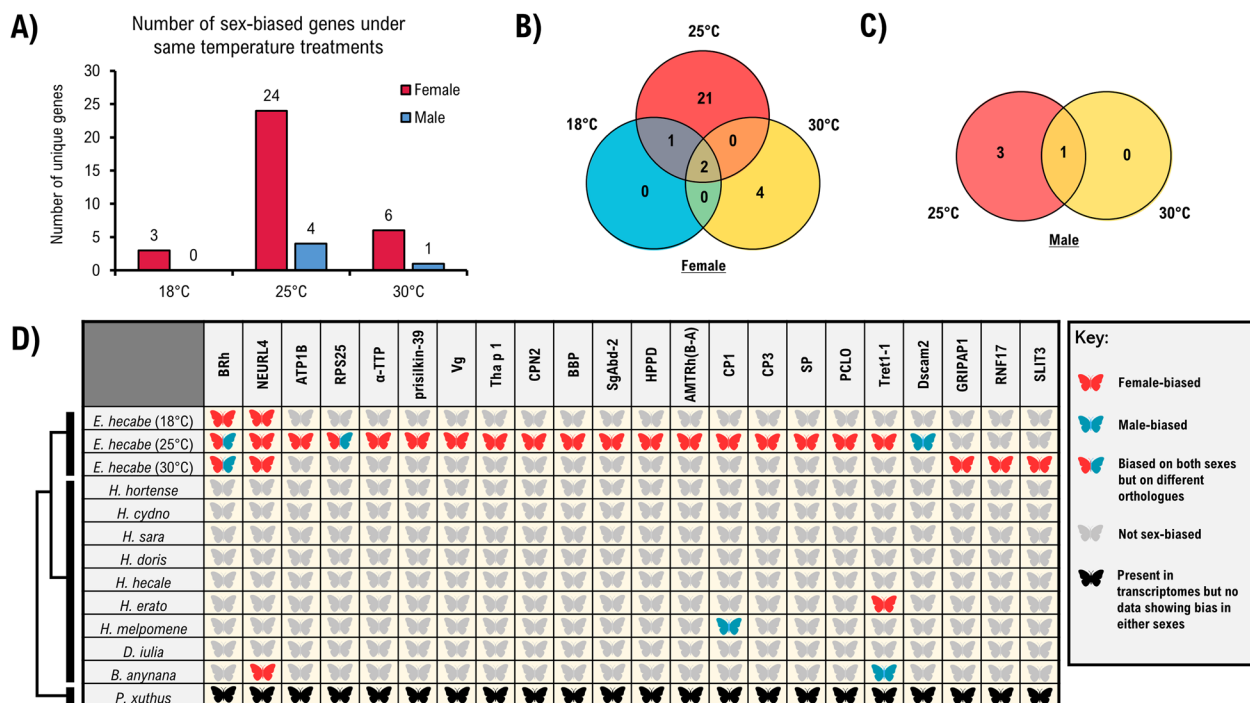 A)
Number of sex-biased genes under
same temperature treatments
Number of unique genes
30
25
20
15
10
5
0
3
0
24
4
6
1
18°C
25°C
30°C
Female
Male
B)
25°C
18°C
30°C
21
1
0
2
0
0
4
Female
C)
3
1
0
25°C
30°C
Male
D)
BRh
NEURL4
ATP1B
RPS25
α-TTP
prisilkin-39
Vg
Tha p 1
CPN2
BBP
SgAbd-2
HPPD
AMTRh(B-A)
CP1
CP3
SP
PCLO
Tret1-1
Dscam2
GRIPAP1
RNF17
SLIT3
E. hecabe (18°C)
E. hecabe (25°C)
E. hecabe (30°C)
H. hortense
H. cydno
H. sara
H. doris
H. hecale
H. erato
H. melpomene
D. iulia
B. anynana
P. xuthus
Key:
Female-biased
Male-biased
Biased on both sexes
but on different
orthologues
Not sex-biased
Present in
transcriptomes but no
data showing bias in
either sexes